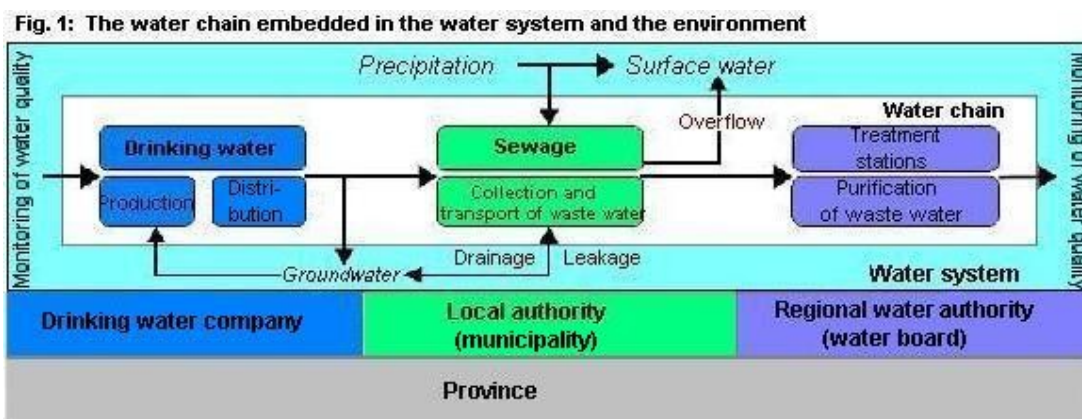 Fig. 1: The water chain embedded in the water system and the environment
Monitoring of water quality
Precipitation
Surface water
Monitoring of water quality
Water chain
Overflow
Drinking water
Production
Distri-
bution
Sewage
Collection and
transport of waste water
Treatment
stations
Purification
of waste water
Groundwater
Drainage
Leakage
Water system
Drinking water company
Local authority
(municipality)
Regional water authority
(water board)
Province